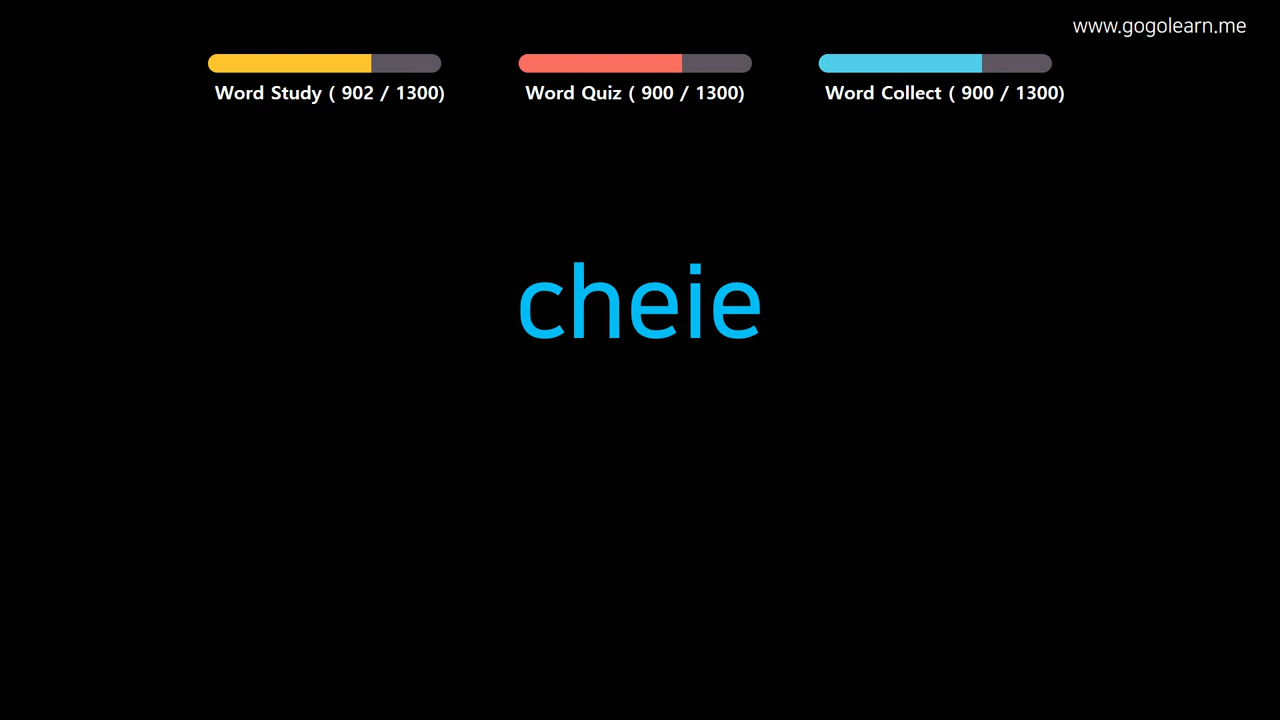 www.gogolearn.me
Word Study ( 902 / 1300)
Word Quiz ( 900 / 1300)
Word Collect ( 900 / 1300)
cheie